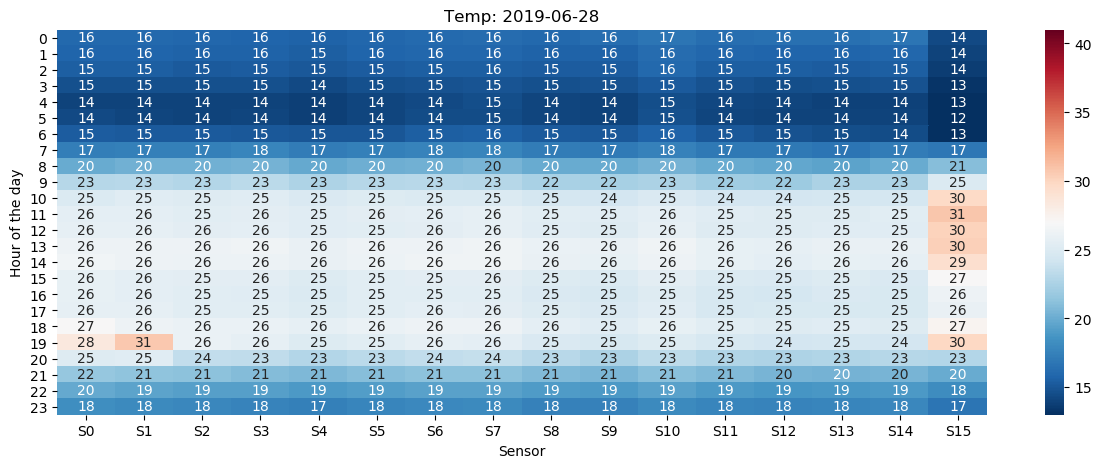 Temp: 2019-06-28
0 16 16 16 16 16 16 16 16 16 16 17 16 16 16 17 14
1 16 16 16 16 15 16 16 16 16 16 16 16 16 16 16 14
2 15 15 15 15 15 15 15 16 15 15 16 15 15 15 15 14
3 15 15 15 15 14 15 15 15 15 15 15 15 15 15 15 13
4 14 14 14 14 14 14 14 15 14 14 15 14 14 14 14 13
5 14 14 14 14 14 14 14 15 14 14 15 14 14 14 14 12
6 15 15 15 15 15 15 15 16 15 15 16 15 15 15 14 13
7 17 17 17 18 17 17 18 18 17 17 18 17 17 17 17 17
8 20 20 20 20 20 20 20 20 20 20 20 20 20 20 20 21
9 23 23 23 23 23 23 23 23 22 22 23 22 22 23 23 25
10 25 25 25 25 25 25 25 25 25 24 25 24 24 25 25 30
11 26 26 25 26 25 26 26 26 25 25 26 25 25 25 25 31
12 26 26 25 26 25 26 26 26 25 25 26 25 25 25 25 30
13 26 26 26 26 26 26 26 26 26 26 26 26 26 26 26 30
14 26 26 26 26 26 26 26 26 26 26 26 26 26 26 26 29
15 26 26 25 26 25 25 25 25 25 25 25 25 25 25 25 27
16 26 26 25 25 25 25 25 25 25 25 25 25 25 25 25 26
17 26 26 25 25 25 25 25 25 25 25 25 25 25 25 25 26
18 27 26 26 26 26 26 26 26 26 25 26 25 25 25 25 27
19 28 31 26 26 25 25 26 26 25 25 25 25 24 25 24 30
20 25 25 24 23 23 23 24 24 23 23 23 23 23 23 23 23
21 22 21 21 21 21 21 21 21 21 21 21 21 20 20 20 20
22 20 19 19 19 19 19 19 19 19 19 19 19 19 19 19 18
23 18 18 18 18 17 18 18 18 18 18 18 18 18 18 18 17
S0 S1 S2 S3 S4 S5 S6 S7 S8 S9 S10 S11 S12 S13 S14 S15
Sensor
Hour of the day
40
35
30
25
20
15